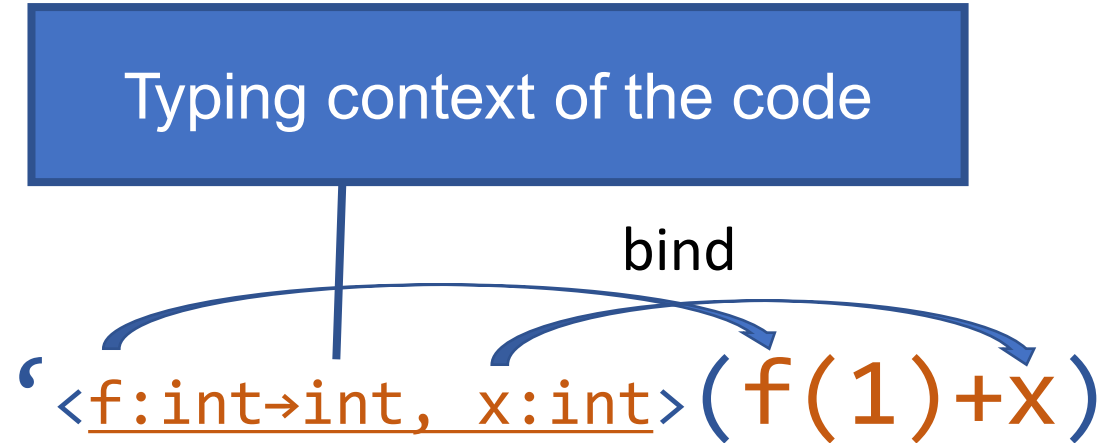 Typing context of the code
bind
‘<f:int→int, x:int>(f(1)+x)